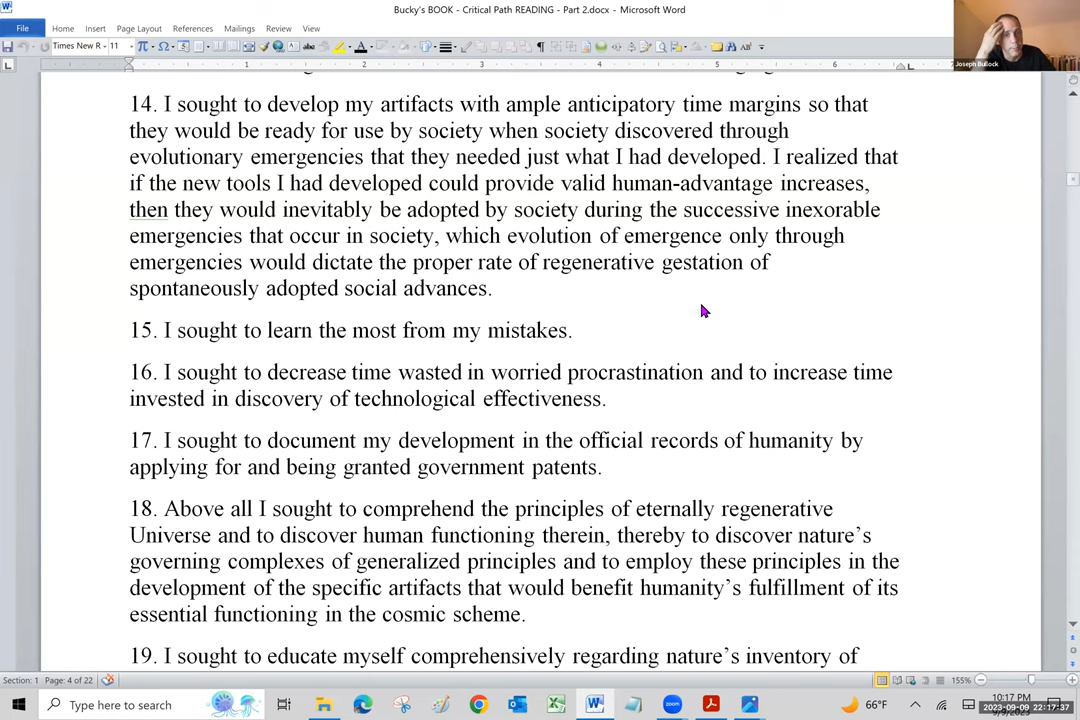 Bucky's BOOK - Critical Path READING - Part 2.docx - Microsoft Word
File Home Insert Page Layout References Mailings Review View
Times New R 11
Joseph Bullock
1 2 3 4 5
14. I sought to develop my artifacts with ample anticipatory time margins so that
they would be ready for use by society when society discovered through
evolutionary emergencies that they needed just what I had developed. I realized that
if the new tools I had developed could provide valid human-advantage increases,
then they would inevitably be adopted by society during the successive inexorable
emergencies that occur in society, which evolution of emergence only through
emergencies would dictate the proper rate of regenerative gestation of
spontaneously adopted social advances.
15. I sought to learn the most from my mistakes.
16. I sought to decrease time wasted in worried procrastination and to increase time
invested in discovery of technological effectiveness.
17. I sought to document my development in the official records of humanity by
applying for and being granted government patents.
18. Above all I sought to comprehend the principles of eternally regenerative
Universe and to discover human functioning therein, thereby to discover nature's
governing complexes of generalized principles and to employ these principles in the
development of the specific artifacts that would benefit humanity's fulfillment of its
essential functioning in the cosmic scheme.
19. I sought to educate myself comprehensively regarding nature's inventory of
Section: 1 Page: 4 of 22 155%
Type here to search
zoom
66°F
10:17 PM
2023-09-09 22:17:37